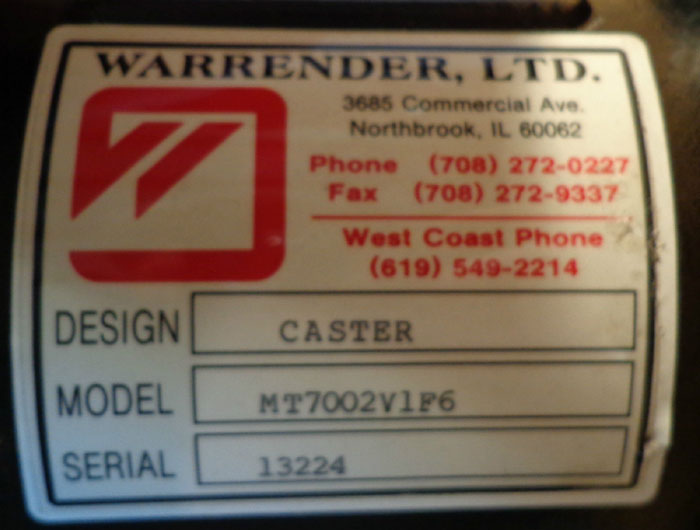 WARRENDER, LTD.
3685 Commercial Ave.
Northbrook, IL 60062
Phone (708) 272-0227
Fax (708) 272-9337
West Coast Phone
(619) 549-2214
DESIGN CASTER
MODEL MT7002V1F6
SERIAL 13224